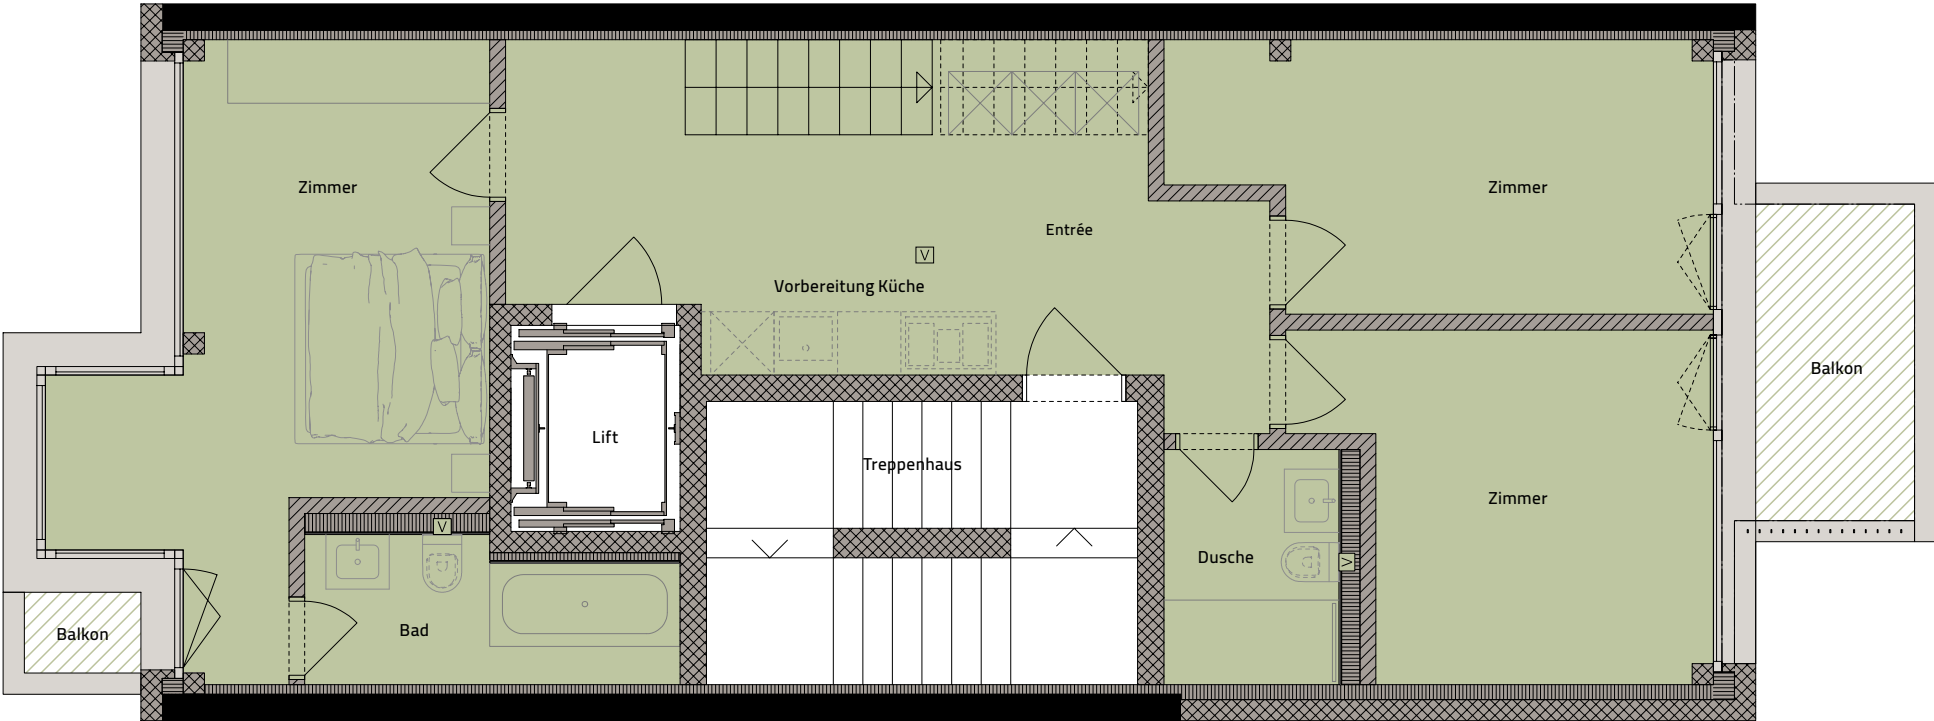 Zimmer
Zimmer
Entrée
V
Vorbereitung Küche
Balkon
Lift
Treppenhaus
Zimmer
V
Dusche
V
Bad
Balkon